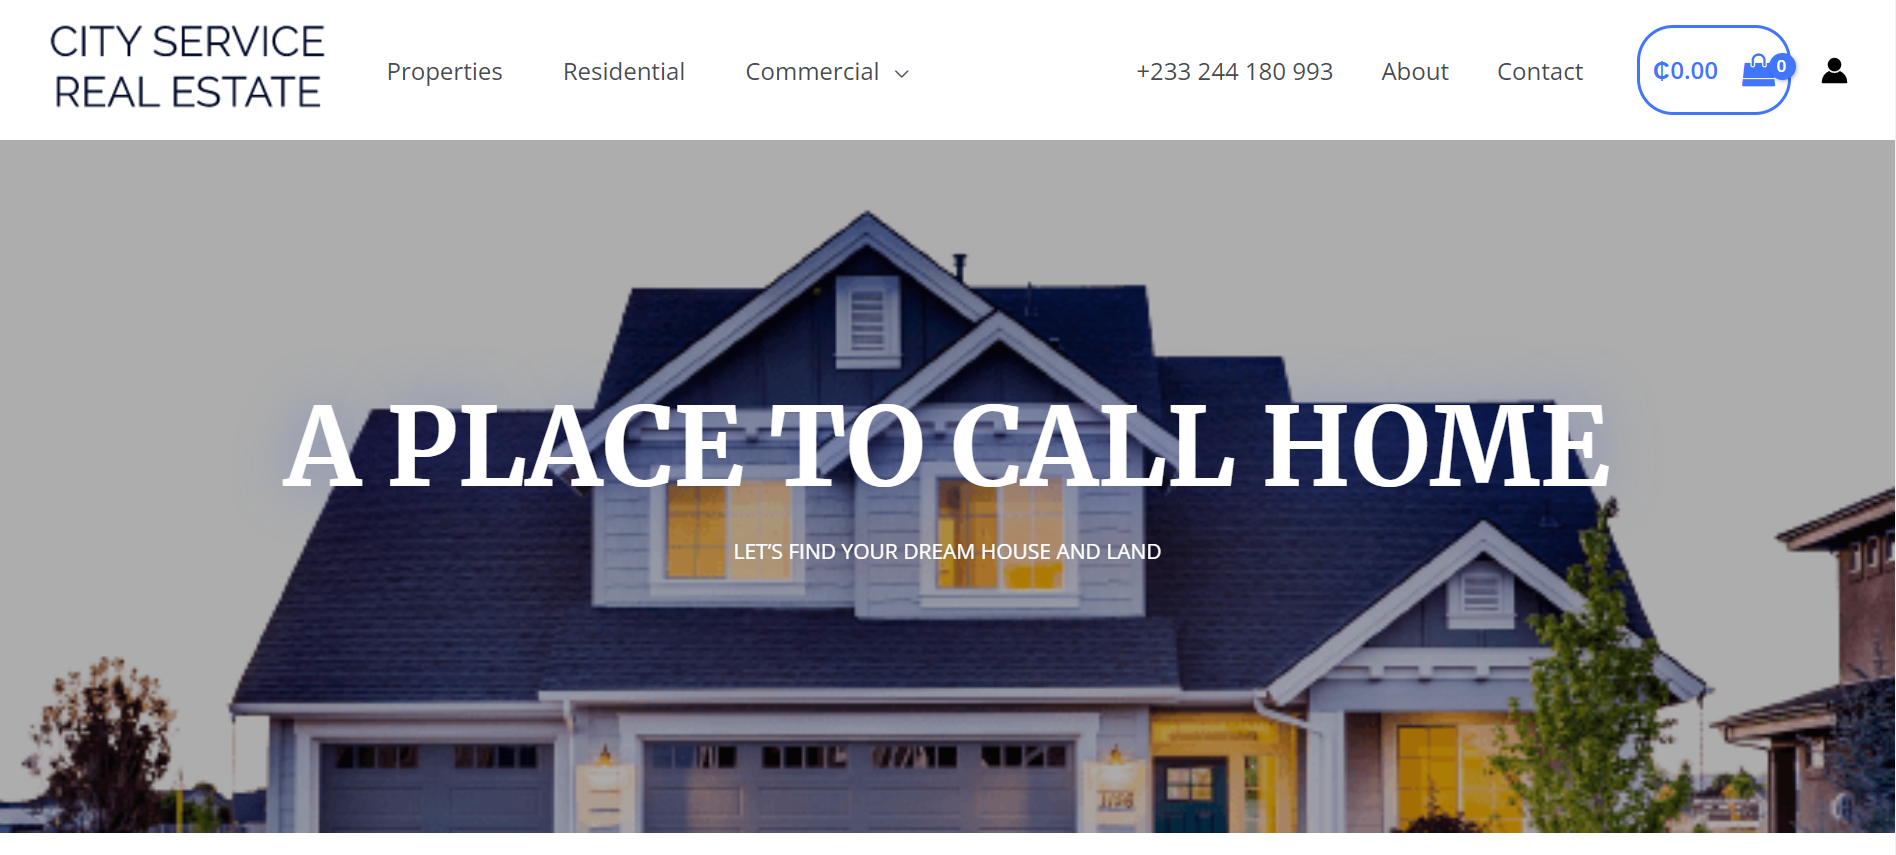 CITY SERVICE
REAL ESTATE
Properties
Residential
Commercial
+233 244 180 993
About
Contact
₵0.00
0
A PLACE TO CALL HOME
LET’S FIND YOUR DREAM HOUSE AND LAND